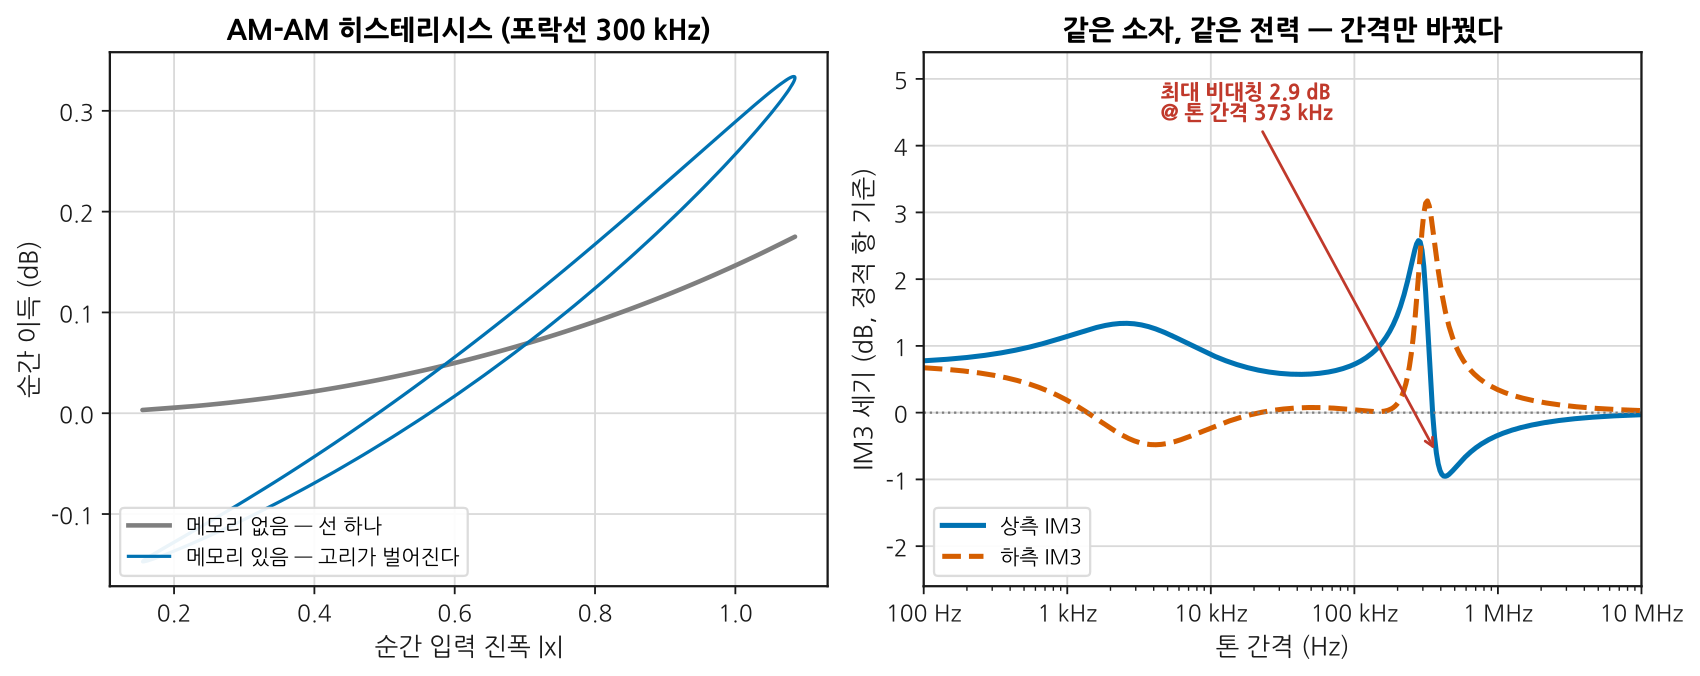 AM-AM 히스테리시스 (포락선 300 kHz)
순간 이득 (dB)
0.3
0.2
0.1
0.0
-0.1
메모리 없음 — 선 하나
메모리 있음 — 고리가 벌어진다
0.2
0.4
0.6
0.8
1.0
순간 입력 진폭 |x|
같은 소자, 같은 전력 — 간격만 바꿨다
IM3 세기 (dB, 정적 항 기준)
5
4
3
2
1
0
-1
-2
최대 비대칭 2.9 dB
@ 톤 간격 373 kHz
상측 IM3
하측 IM3
100 Hz
1 kHz
10 kHz
100 kHz
1 MHz
10 MHz
톤 간격 (Hz)